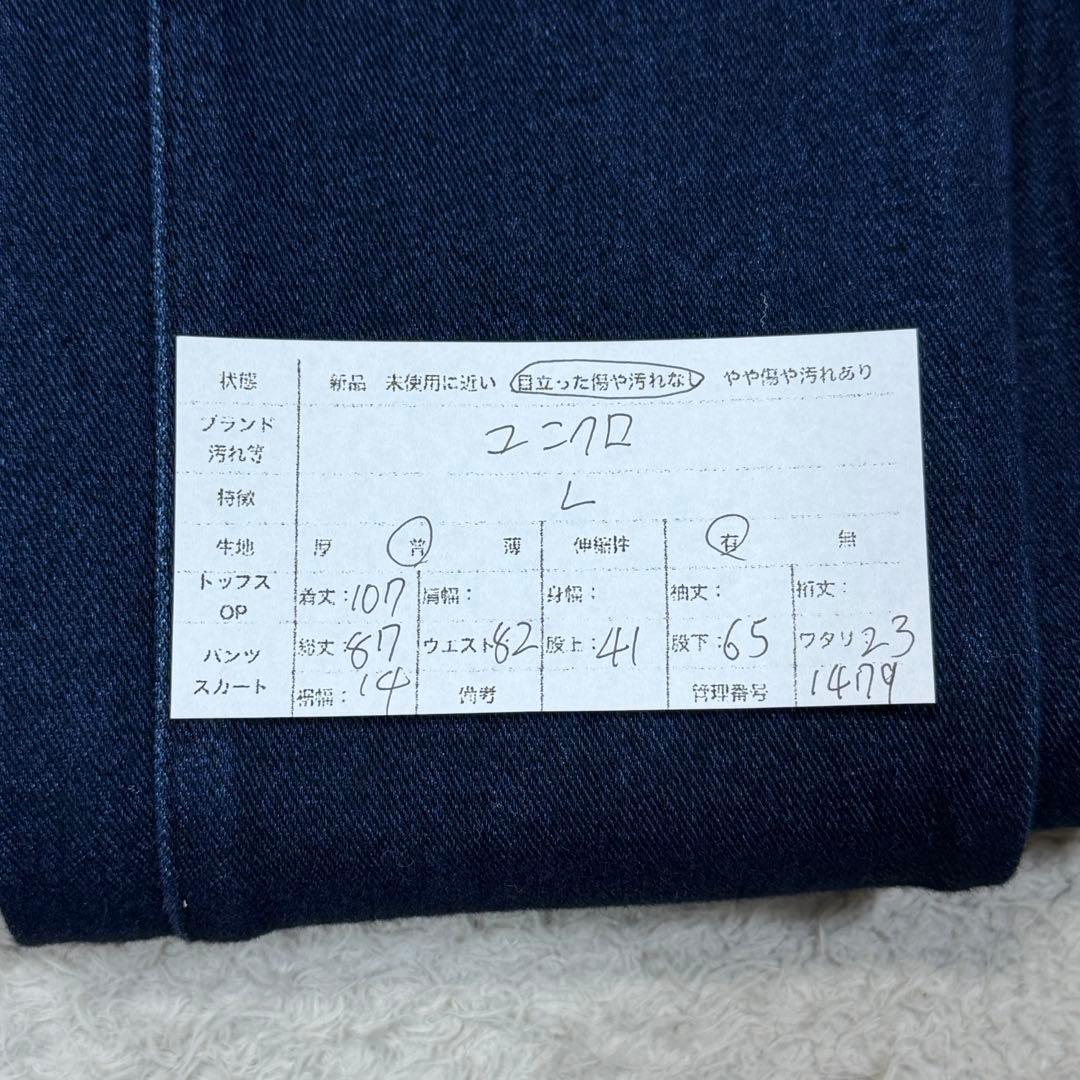 状態 新品 未使用に近い 目立った傷や汚れなし やや傷や汚れあり
ブランド 汚れ等 ユニクロ
特徴 L
生地 厚 普 薄 伸縮性 有 無
トップス OP 着丈:107 肩幅: 身幅: 袖丈: 裄丈:
パンツ スカート 総丈:87 ウエスト82 股上:41 股下:65 ワタリ:23
裾幅:14 備考 管理番号 1479